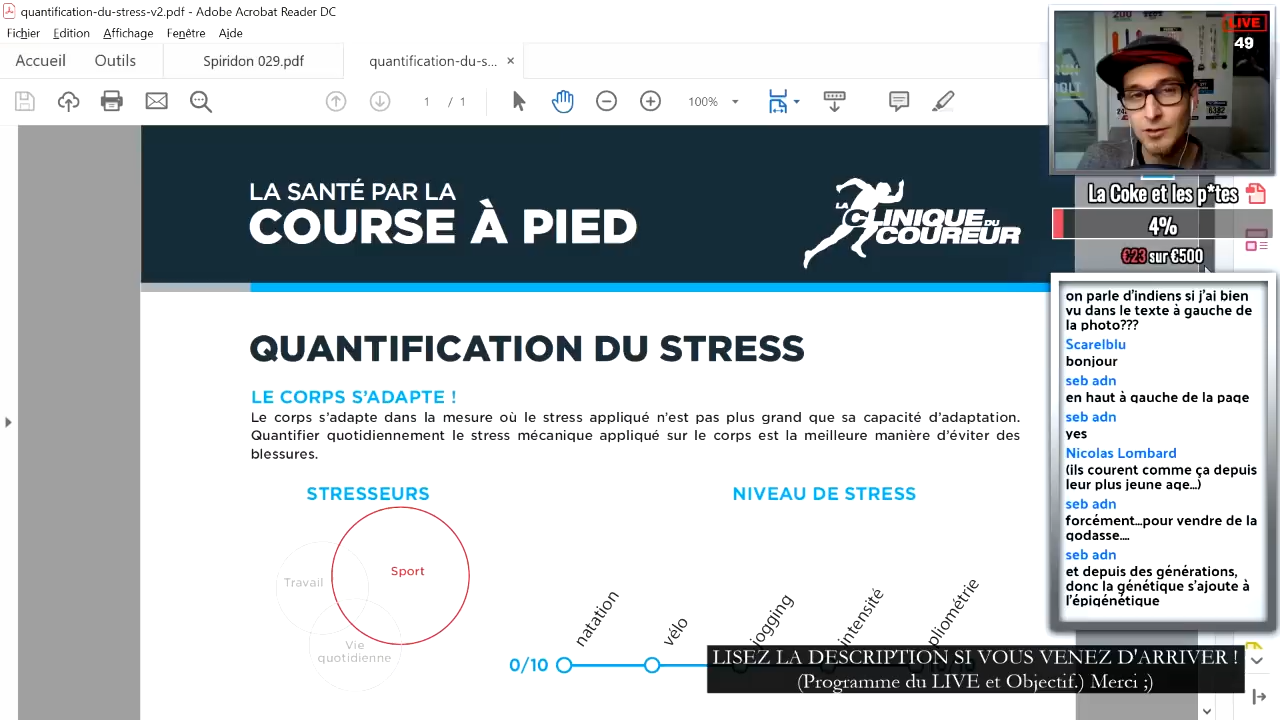 quantification-du-stress-v2.pdf - Adobe Acrobat Reader DC
Fichier Edition Affichage Fenêtre Aide
Accueil Outils Spiridon 029.pdf quantification-du-s... ×
1 / 1 100%
LIVE
49
LA SANTÉ PAR LA
COURSE À PIED
LA CLINIQUE DU COUREUR
La Coke et les p*tes
4%
€23 sur €500
QUANTIFICATION DU STRESS
LE CORPS S'ADAPTE !
Le corps s'adapte dans la mesure où le stress appliqué n'est pas plus grand que sa capacité d'adaptation.
Quantifier quotidiennement le stress mécanique appliqué sur le corps est la meilleure manière d'éviter des
blessures.
STRESSEURS
NIVEAU DE STRESS
Travail
Sport
Vie
quotidienne
natation
vélo
jogging
intensité
pliométrie
0/10
on parle d'indiens si j'ai bien
vu dans le texte à gauche de
la photo???
Scarelblu
bonjour
seb adn
en haut à gauche de la page
seb adn
yes
Nicolas Lombard
(ils courent comme ça depuis
leur plus jeune age...)
seb adn
forcément...pour vendre de la
godasse....
seb adn
et depuis des générations,
donc la génétique s'ajoute à
l'épigénétique
LISEZ LA DESCRIPTION SI VOUS VENEZ D'ARRIVER !
(Programme du LIVE et Objectif.) Merci ;)